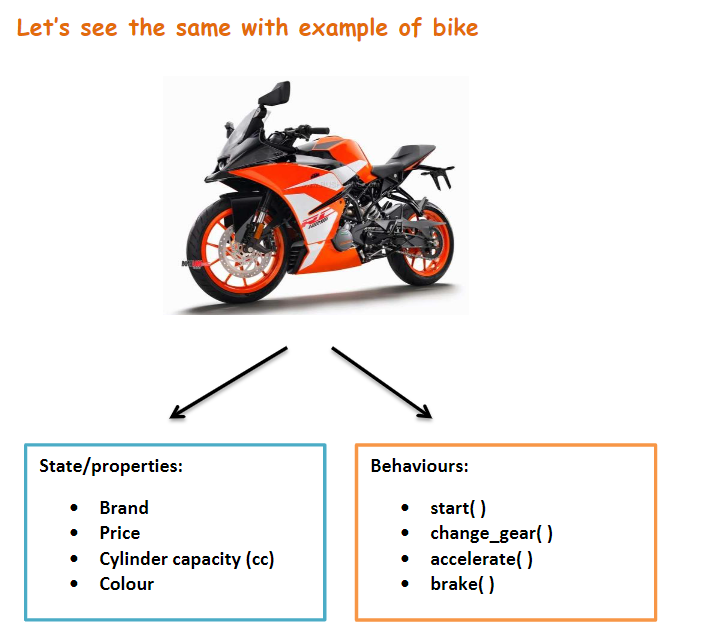 Let's see the same with example of bike
RC
State/properties:
• Brand
• Price
• Cylinder capacity (cc)
• Colour
Behaviours:
• start( )
• change_gear( )
• accelerate( )
• brake( )